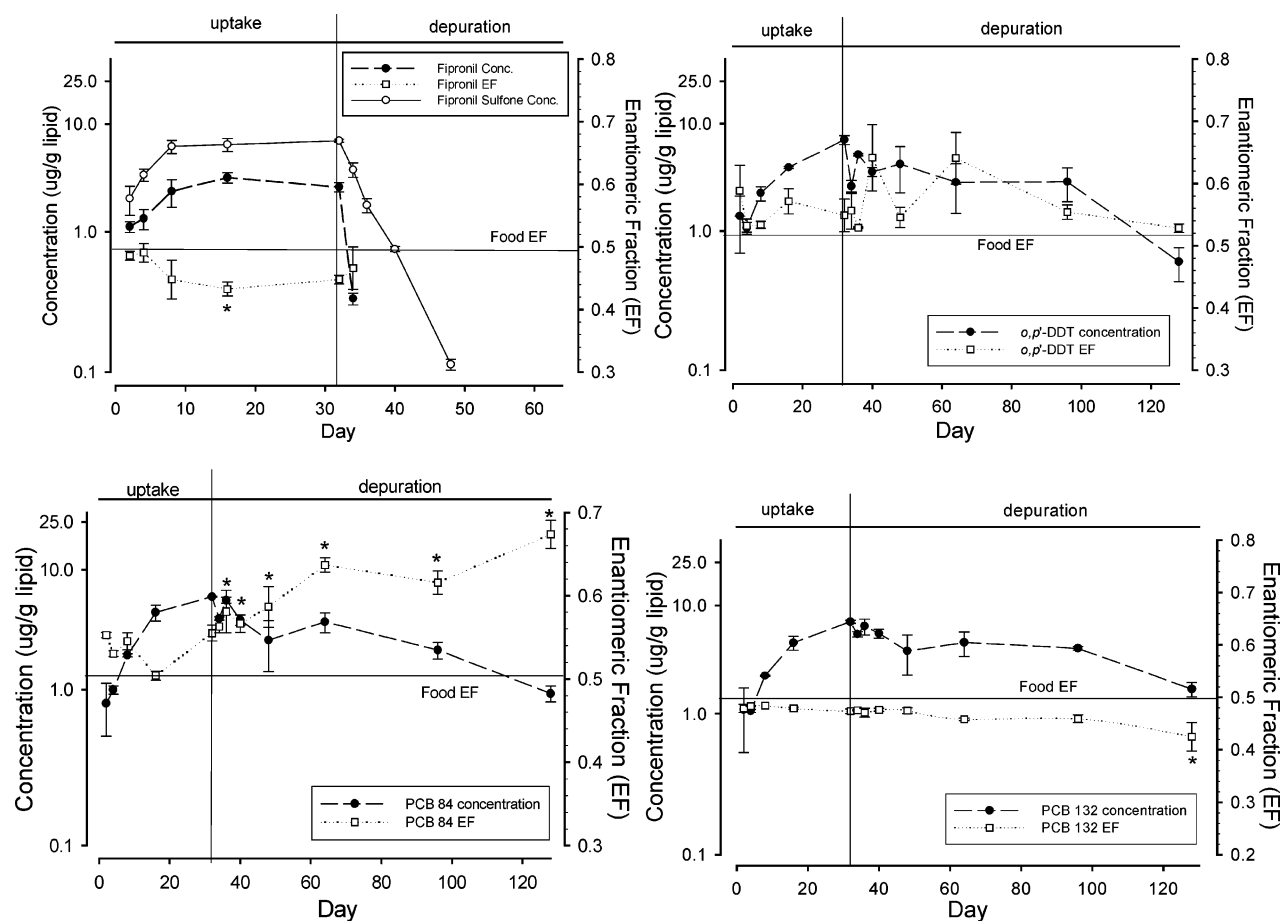 uptake
depuration
Fipronil Conc.
Fipronil EF
Fipronil Sulfone Conc.
25.0
10.0
1.0
0.1
Concentration (ug/g lipid)
0.8
0.7
0.6
0.5
0.4
0.3
Enantiomeric Fraction (EF)
Food EF
*
0 10 20 30 40 50 60
Day
uptake
depuration
25.0
10.0
1.0
0.1
Concentration (ug/g lipid)
0.8
0.7
0.6
0.5
0.4
0.3
Enantiomeric Fraction (EF)
Food EF
o,p'-DDT concentration
o,p'-DDT EF
0 20 40 60 80 100 120
Day
uptake
depuration
25.0
10.0
1.0
0.1
Concentration (ug/g lipid)
0.7
0.6
0.5
0.4
0.3
Enantiomeric Fraction (EF)
* * * * * *
Food EF
PCB 84 concentration
PCB 84 EF
0 20 40 60 80 100 120
Day
uptake
depuration
25.0
10.0
1.0
0.1
Concentration (ug/g lipid)
0.8
0.7
0.6
0.5
0.4
0.3
0.2
Enantiomeric Fraction (EF)
Food EF
*
PCB 132 concentration
PCB 132 EF
0 20 40 60 80 100 120
Day